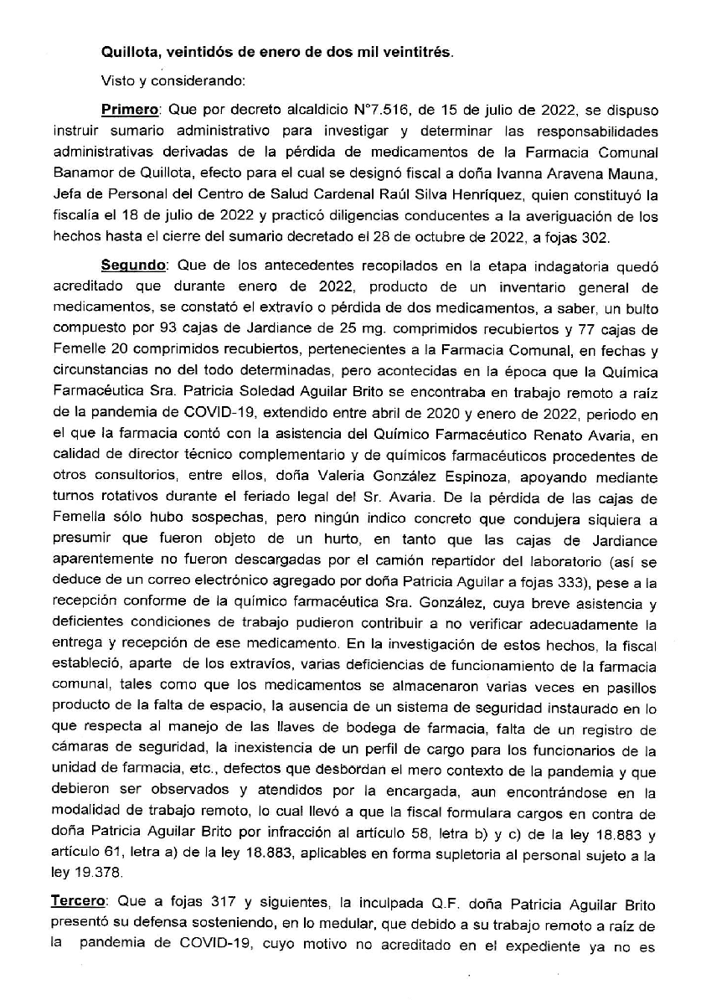 Quillota, veintidós de enero de dos mil veintitrés.
Visto y considerando:
Primero: Que por decreto alcaldicio N°7.516, de 15 de julio de 2022, se dispuso
instruir sumario administrativo para investigar y determinar las responsabilidades
administrativas derivadas de la pérdida de medicamentos de la Farmacia Comunal
Banamor de Quillota, efecto para el cual se designó fiscal a doña Ivanna Aravena Mauna,
Jefa de Personal del Centro de Salud Cardenal Raúl Silva Henríquez, quien constituyó la
fiscalía el 18 de julio de 2022 y practicó diligencias conducentes a la averiguación de los
hechos hasta el cierre del sumario decretado el 28 de octubre de 2022, a fojas 302.
Segundo: Que de los antecedentes recopilados en la etapa indagatoria quedó
acreditado que durante enero de 2022, producto de un inventario general de
medicamentos, se constató el extravío o pérdida de dos medicamentos, a saber, un bulto
compuesto por 93 cajas de Jardiance de 25 mg. comprimidos recubiertos y 77 cajas de
Femelle 20 comprimidos recubiertos, pertenecientes a la Farmacia Comunal, en fechas y
circunstancias no del todo determinadas, pero acontecidas en la época que la Química
Farmacéutica Sra. Patricia Soledad Aguilar Brito se encontraba en trabajo remoto a raíz
de la pandemia de COVID-19, extendido entre abril de 2020 y enero de 2022, periodo en
el que la farmacia contó con la asistencia del Químico Farmacéutico Renato Avaria, en
calidad de director técnico complementario y de químicos farmacéuticos procedentes de
otros consultorios, entre ellos, doña Valeria González Espinoza, apoyando mediante
turnos rotativos durante el feriado legal del Sr. Avaria. De la pérdida de las cajas de
Femella sólo hubo sospechas, pero ningún indico concreto que condujera siquiera a
presumir que fueron objeto de un hurto, en tanto que las cajas de Jardiance
aparentemente no fueron descargadas por el camión repartidor del laboratorio (así se
deduce de un correo electrónico agregado por doña Patricia Aguilar a fojas 333), pese a la
recepción conforme de la químico farmacéutica Sra. González, cuya breve asistencia y
deficientes condiciones de trabajo pudieron contribuir a no verificar adecuadamente la
entrega y recepción de ese medicamento. En la investigación de estos hechos, la fiscal
estableció, aparte de los extravíos, varias deficiencias de funcionamiento de la farmacia
comunal, tales como que los medicamentos se almacenaron varias veces en pasillos
producto de la falta de espacio, la ausencia de un sistema de seguridad instaurado en lo
que respecta al manejo de las llaves de bodega de farmacia, falta de un registro de
cámaras de seguridad, la inexistencia de un perfil de cargo para los funcionarios de la
unidad de farmacia, etc., defectos que desbordan el mero contexto de la pandemia y que
debieron ser observados y atendidos por la encargada, aun encontrándose en la
modalidad de trabajo remoto, lo cual llevó a que la fiscal formulara cargos en contra de
doña Patricia Aguilar Brito por infracción al artículo 58, letra b) y c) de la ley 18.883 y
artículo 61, letra a) de la ley 18.883, aplicables en forma supletoria al personal sujeto a la
ley 19.378.
Tercero: Que a fojas 317 y siguientes, la inculpada Q.F. doña Patricia Aguilar Brito
presentó su defensa sosteniendo, en lo medular, que debido a su trabajo remoto a raíz de
la pandemia de COVID-19, cuyo motivo no acreditado en el expediente ya no es